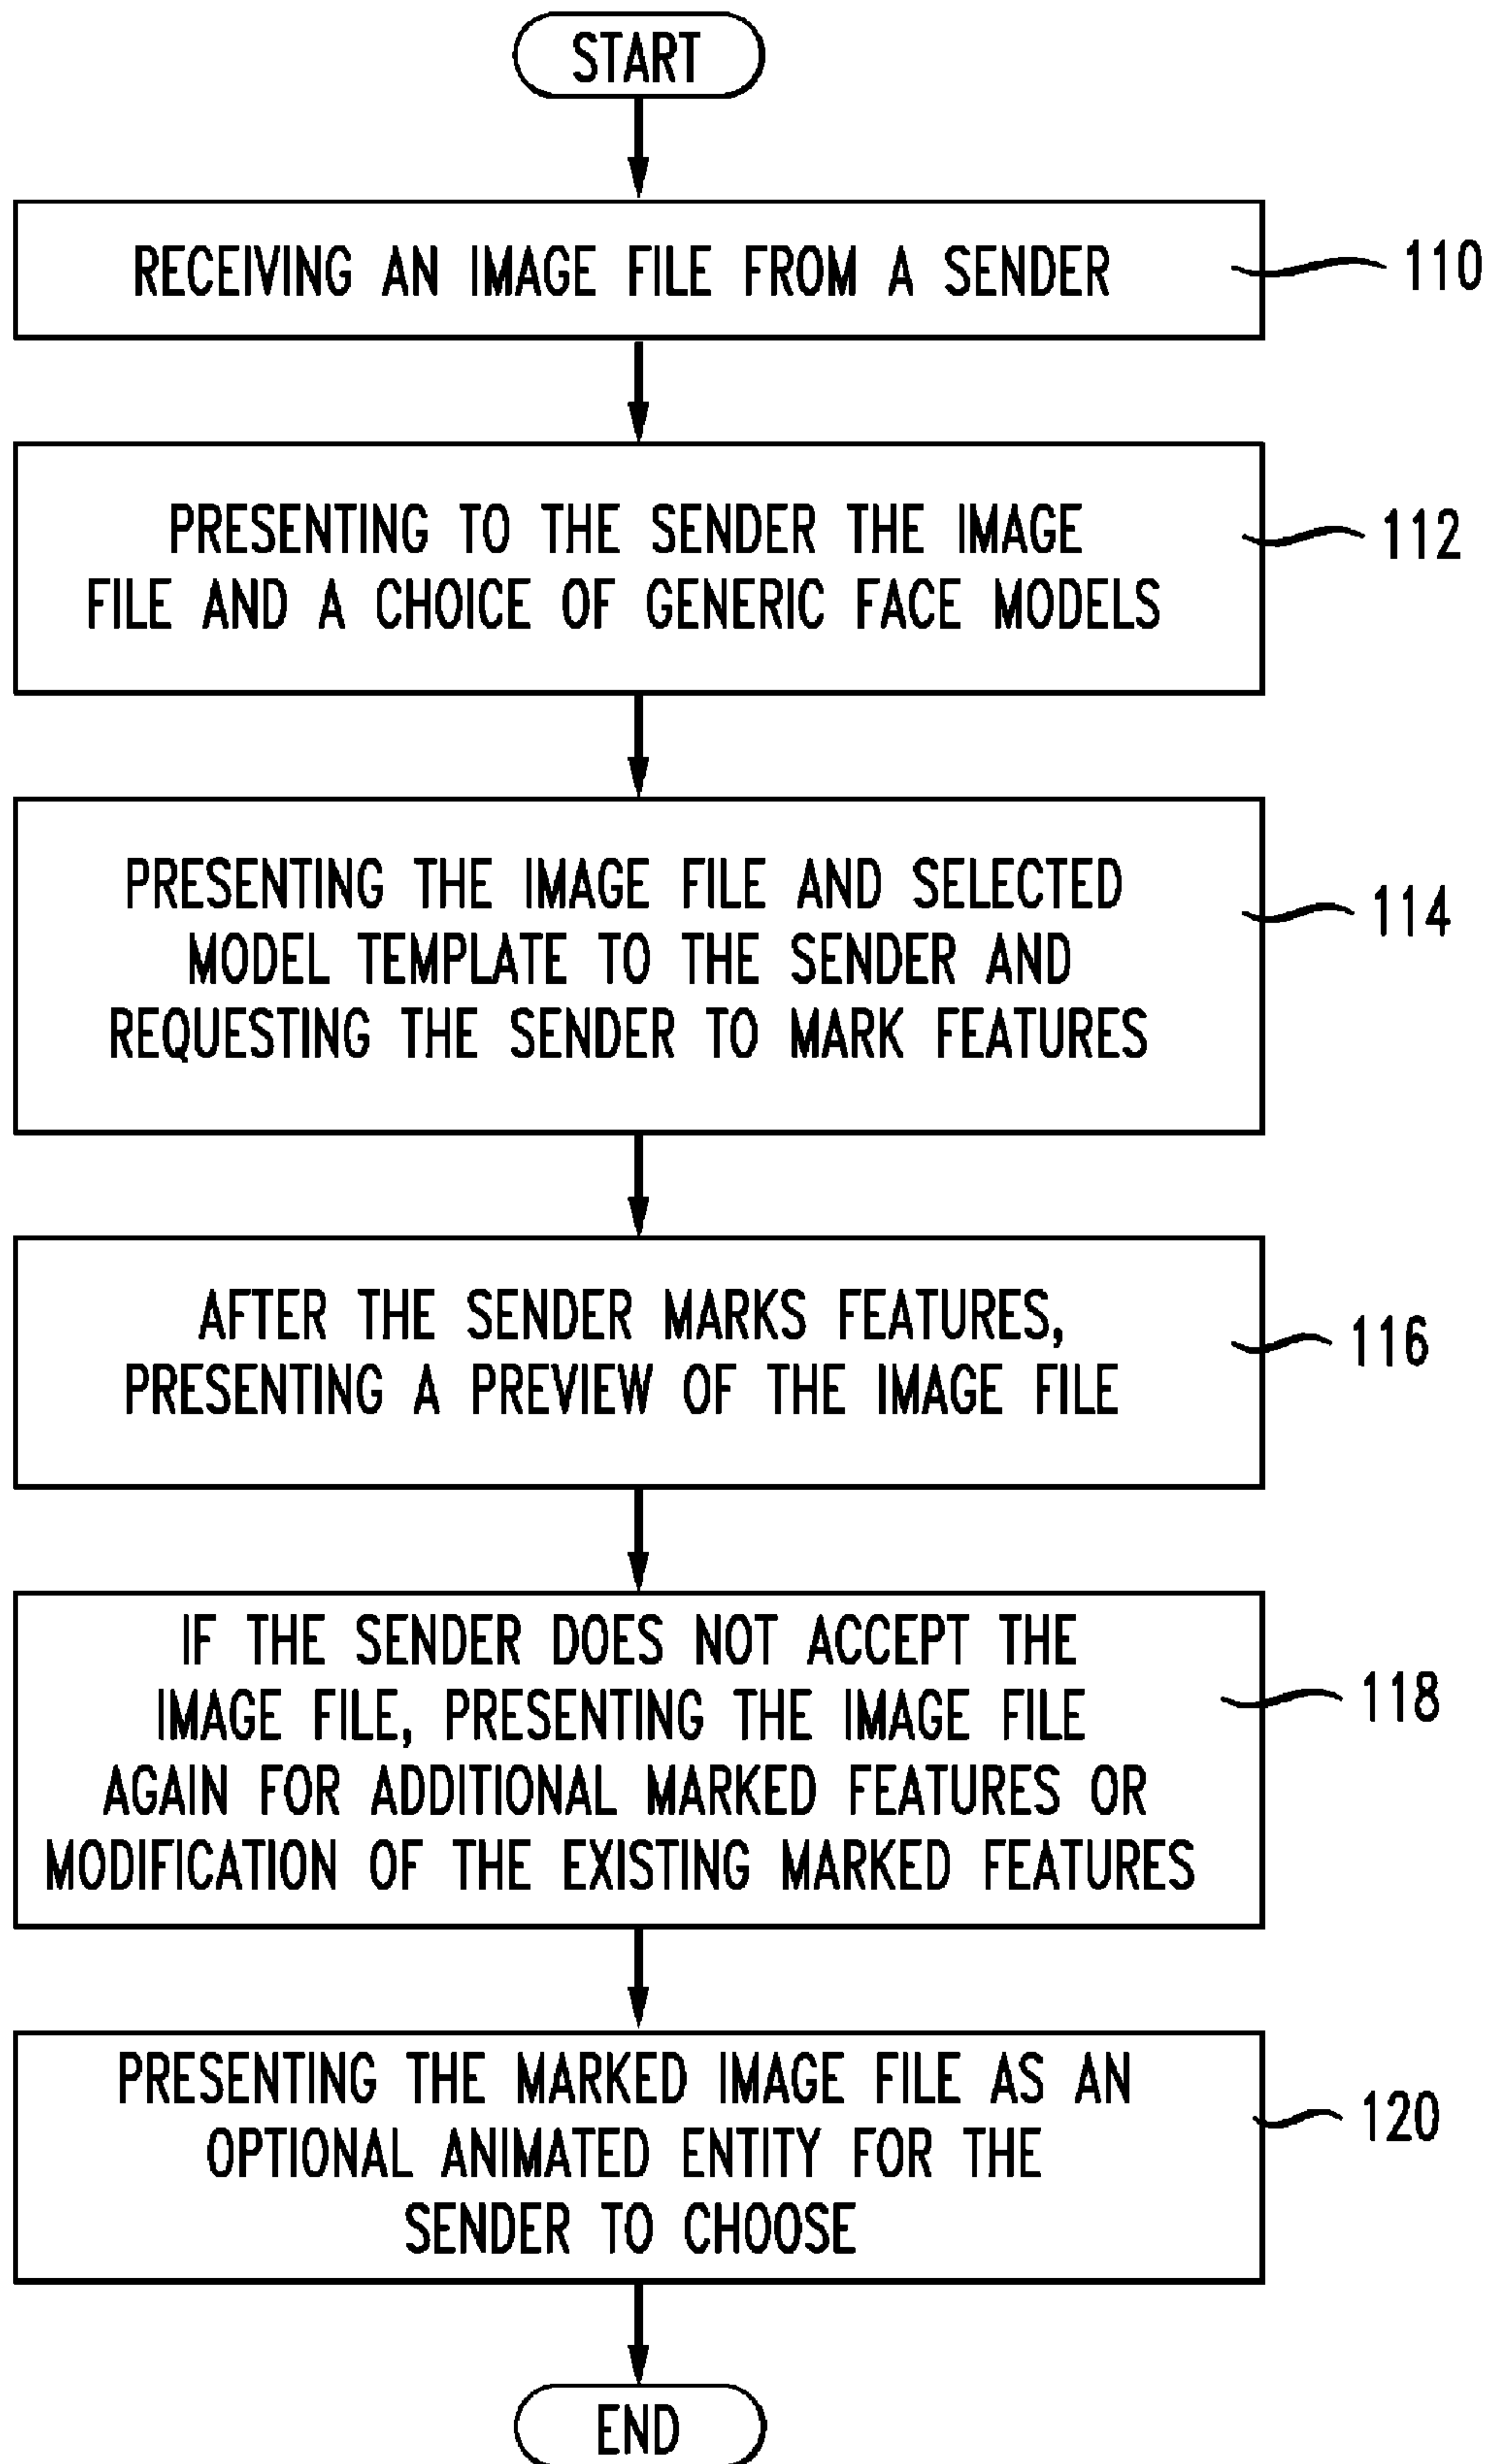 START
RECEIVING AN IMAGE FILE FROM A SENDER
110
PRESENTING TO THE SENDER THE IMAGE
FILE AND A CHOICE OF GENERIC FACE MODELS
112
PRESENTING THE IMAGE FILE AND SELECTED
MODEL TEMPLATE TO THE SENDER AND
REQUESTING THE SENDER TO MARK FEATURES
114
AFTER THE SENDER MARKS FEATURES,
PRESENTING A PREVIEW OF THE IMAGE FILE
116
IF THE SENDER DOES NOT ACCEPT THE
IMAGE FILE, PRESENTING THE IMAGE FILE
AGAIN FOR ADDITIONAL MARKED FEATURES OR
MODIFICATION OF THE EXISTING MARKED FEATURES
118
PRESENTING THE MARKED IMAGE FILE AS AN
OPTIONAL ANIMATED ENTITY FOR THE
SENDER TO CHOOSE
120
END